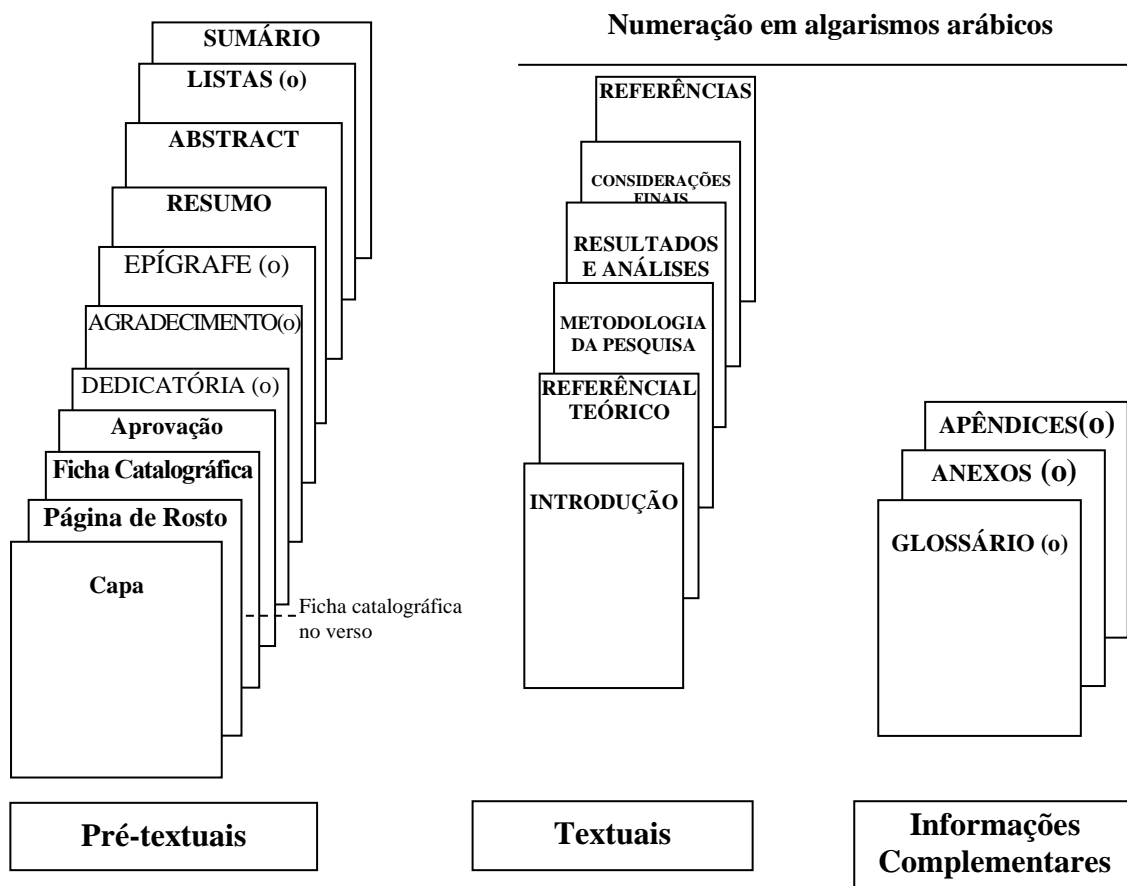 Numeração em algarismos arábicos
SUMÁRIO
LISTAS (o)
ABSTRACT
RESUMO
EPÍGRAFE (o)
AGRADECIMENTO(o)
DEDICATÓRIA (o)
Aprovação
Ficha Catalográfica
Página de Rosto
Capa
Ficha catalográfica
no verso
Pré-textuais
REFERÊNCIAS
CONSIDERAÇÕES
FINAIS
RESULTADOS
E ANÁLISES
METODOLOGIA
DA PESQUISA
REFERÊNCIAL
TEÓRICO
INTRODUÇÃO
Textuais
APÊNDICES(o)
ANEXOS (o)
GLOSSÁRIO (o)
Informações
Complementares